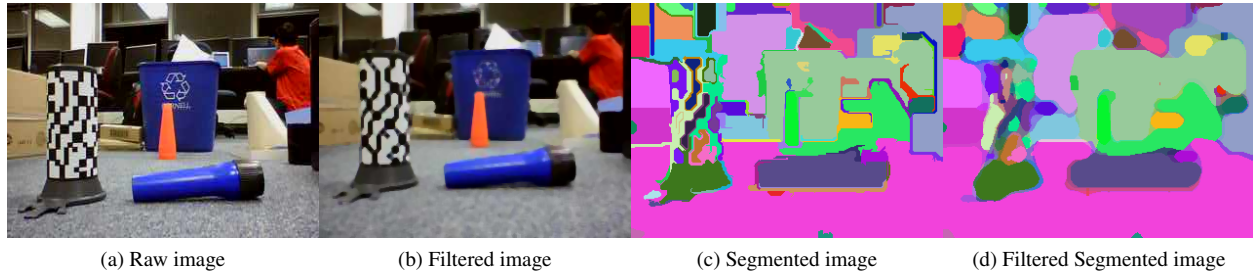 (a) Raw image
(b) Filtered image
(c) Segmented image
(d) Filtered Segmented image